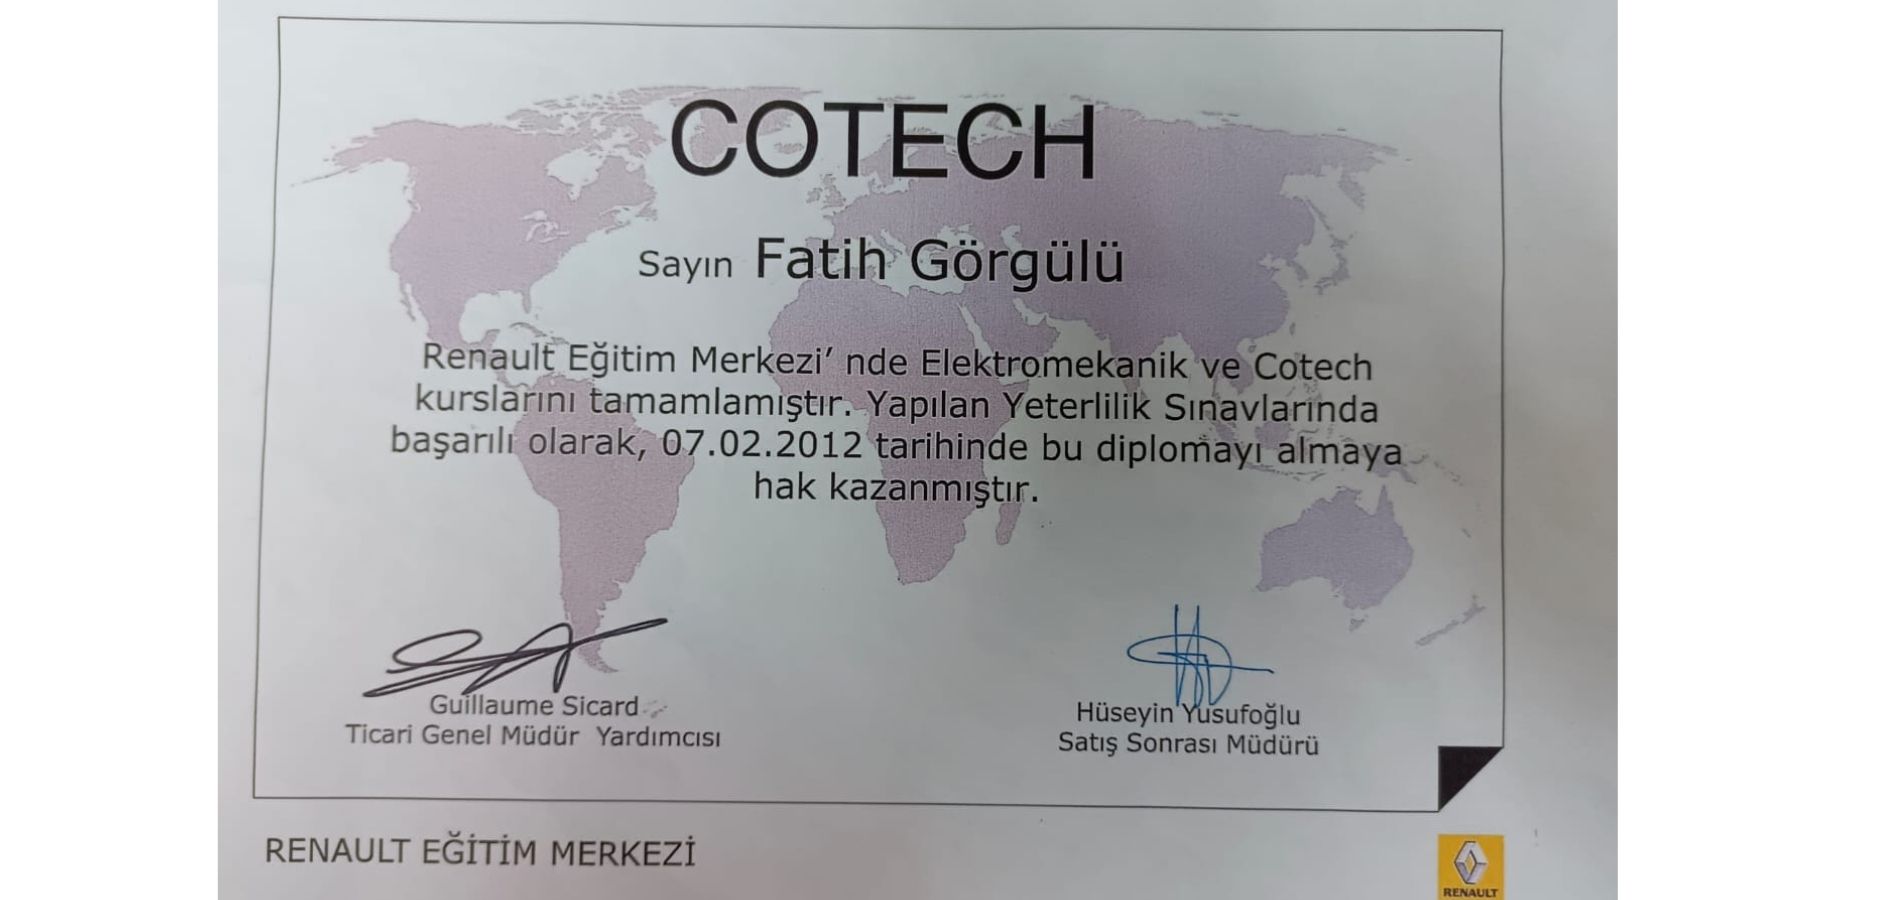 COTECH
Sayın Fatih Görgülü
Renault Eğitim Merkezi' nde Elektromekanik ve Cotech
kurslarını tamamlamıştır. Yapılan Yeterlilik Sınavlarında
başarılı olarak, 07.02.2012 tarihinde bu diplomayı almaya
hak kazanmıştır.
Guillaume Sicard
Ticari Genel Müdür Yardımcısı
Hüseyin Yusufoğlu
Satış Sonrası Müdürü
RENAULT EĞİTİM MERKEZİ
RENAULT